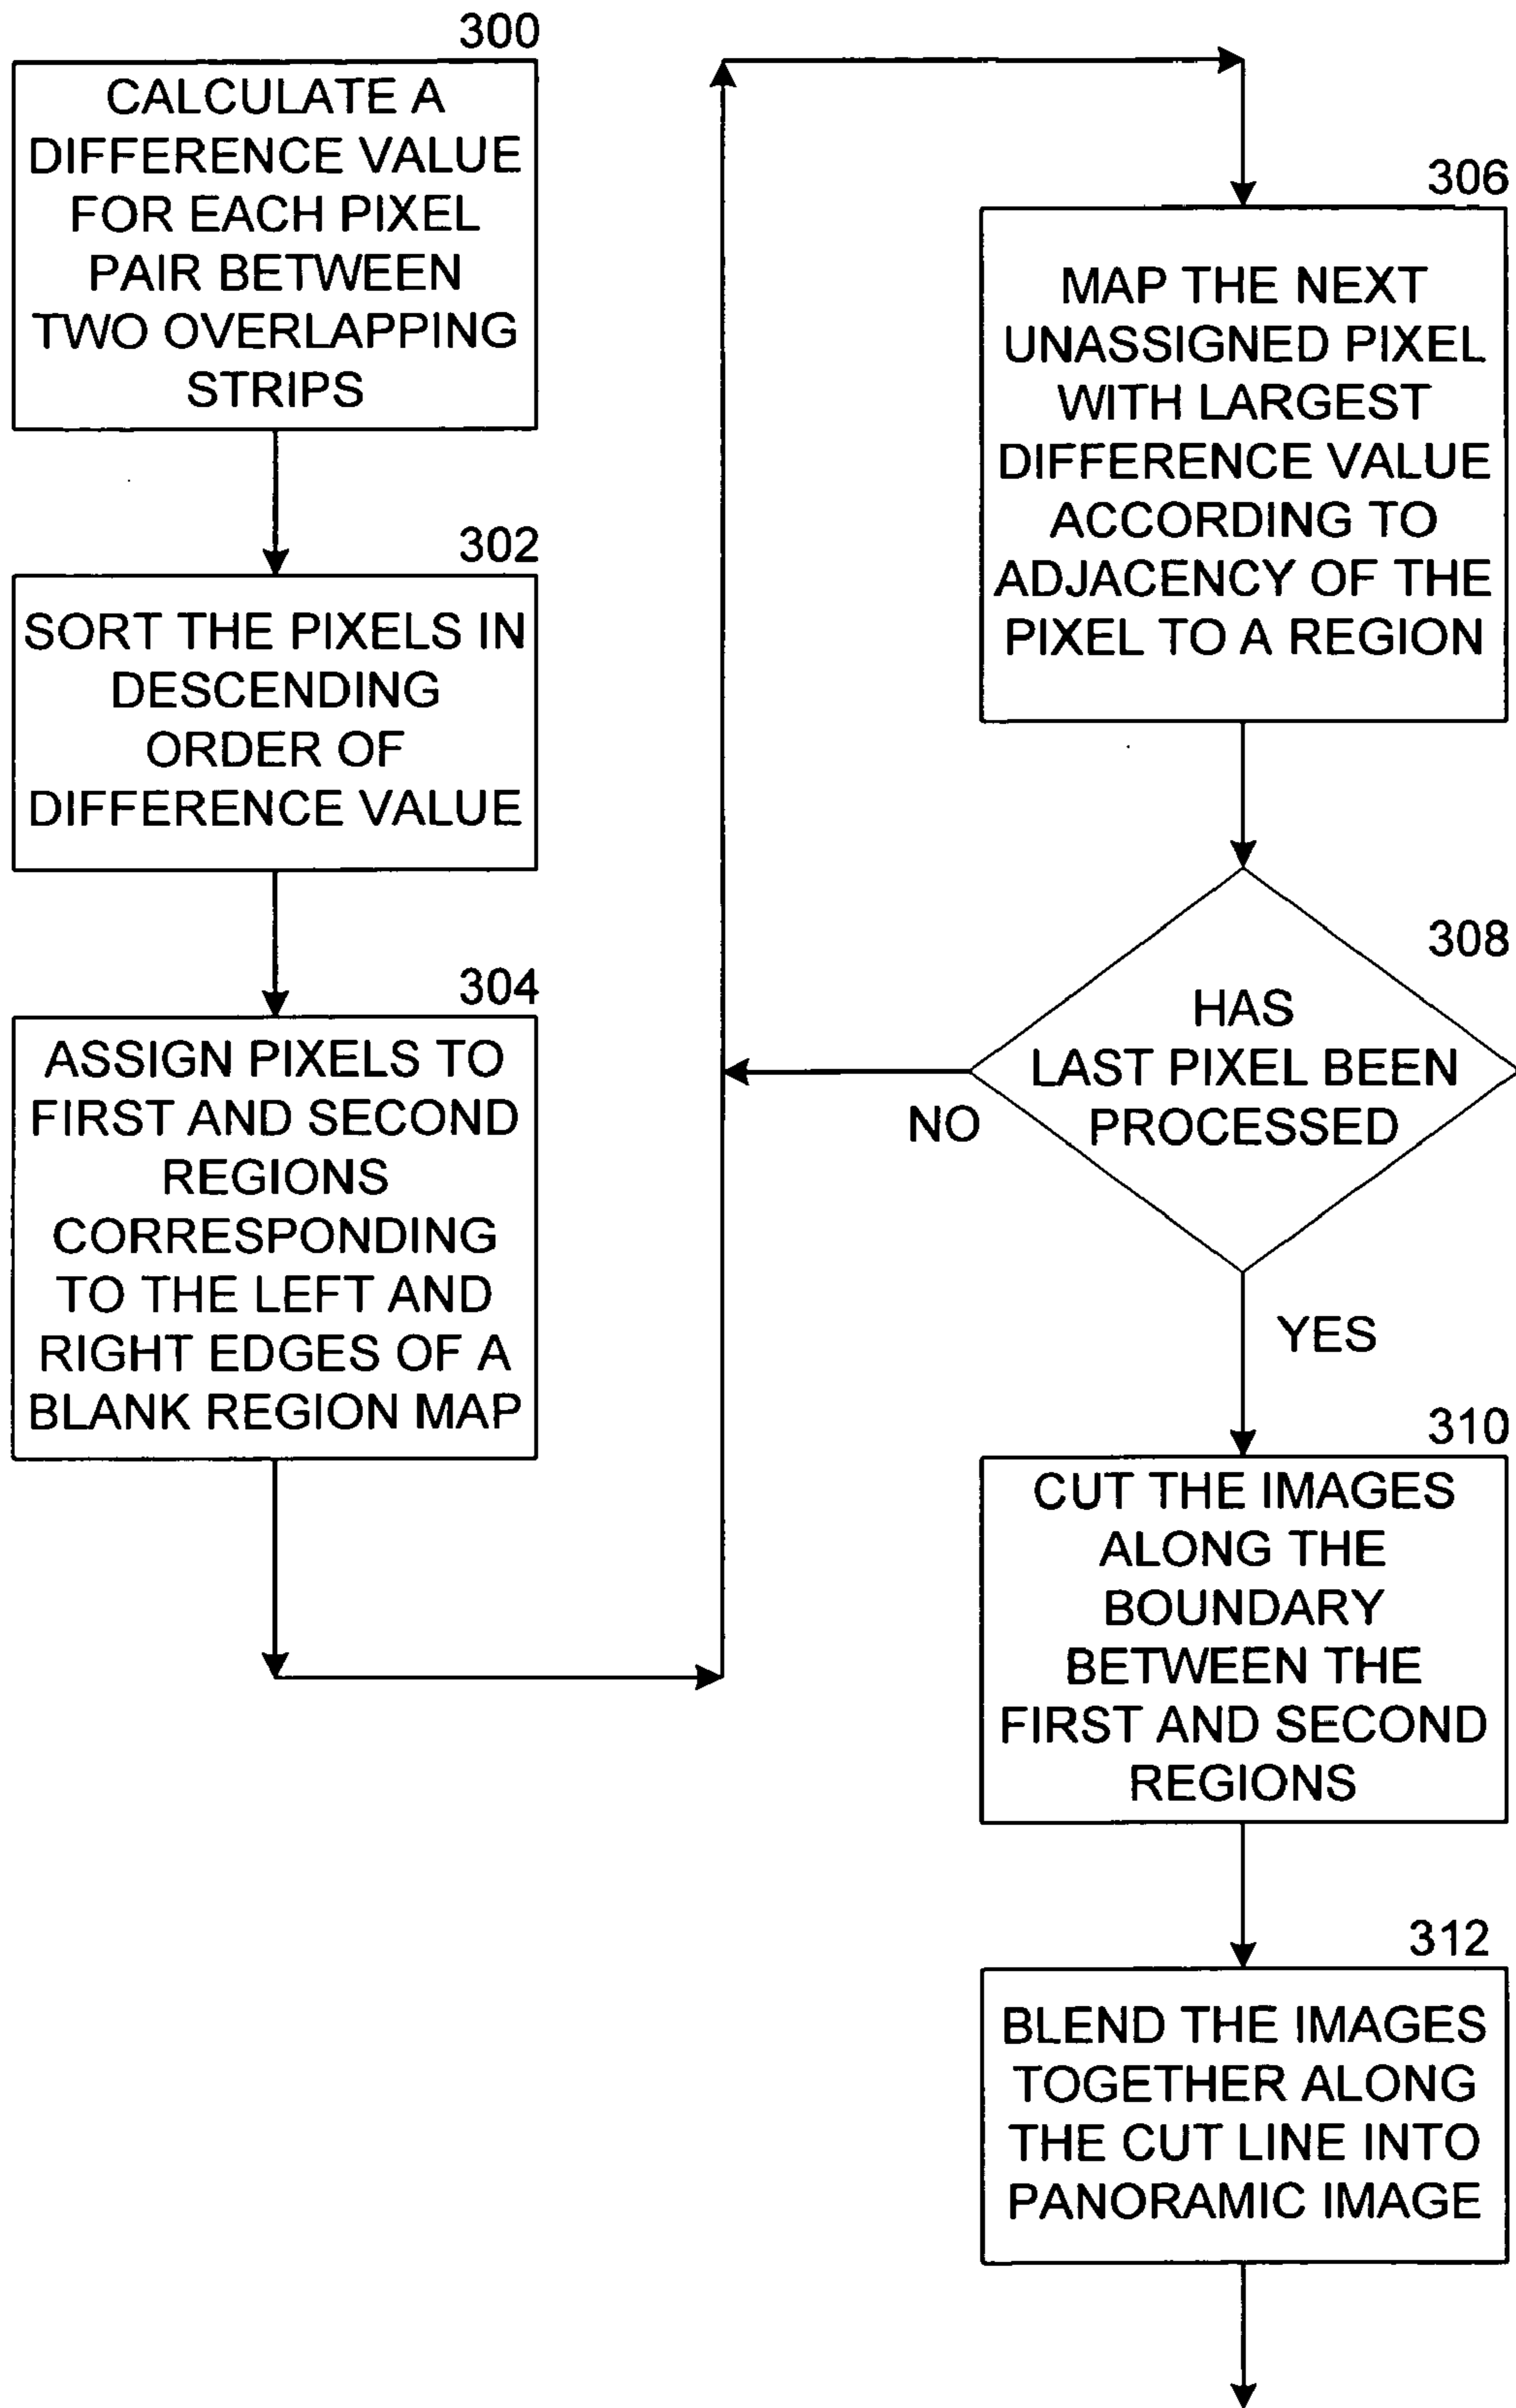 300
CALCULATE A
DIFFERENCE VALUE
FOR EACH PIXEL
PAIR BETWEEN
TWO OVERLAPPING
STRIPS
302
SORT THE PIXELS IN
DESCENDING
ORDER OF
DIFFERENCE VALUE
304
ASSIGN PIXELS TO
FIRST AND SECOND
REGIONS
CORRESPONDING
TO THE LEFT AND
RIGHT EDGES OF A
BLANK REGION MAP
306
MAP THE NEXT
UNASSIGNED PIXEL
WITH LARGEST
DIFFERENCE VALUE
ACCORDING TO
ADJACENCY OF THE
PIXEL TO A REGION
308
HAS
LAST PIXEL BEEN
PROCESSED
NO
YES
310
CUT THE IMAGES
ALONG THE
BOUNDARY
BETWEEN THE
FIRST AND SECOND
REGIONS
312
BLEND THE IMAGES
TOGETHER ALONG
THE CUT LINE INTO
PANORAMIC IMAGE